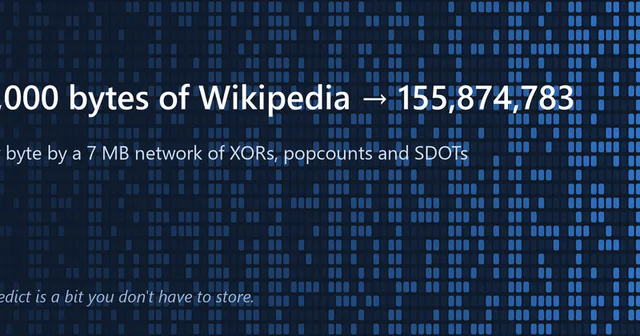 ,000 bytes of Wikipedia → 155,874,783
byte by a 7 MB network of XORs, popcounts and SDOTs
edict is a bit you don't have to store.